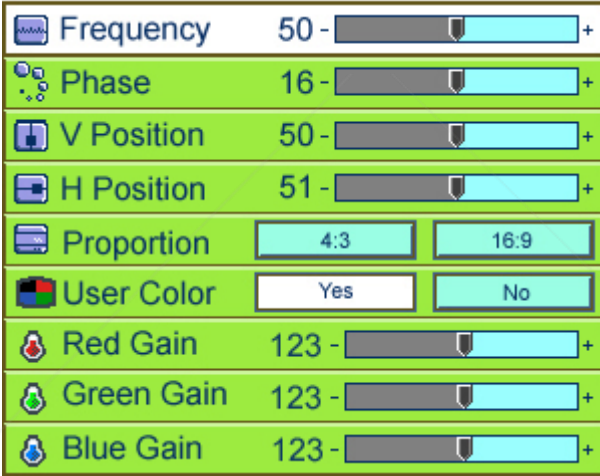 Frequency 50 - +
Phase 16 - +
V Position 50 - +
H Position 51 - +
Proportion 4:3 16:9
User Color Yes No
Red Gain 123 - +
Green Gain 123 - +
Blue Gain 123 - +